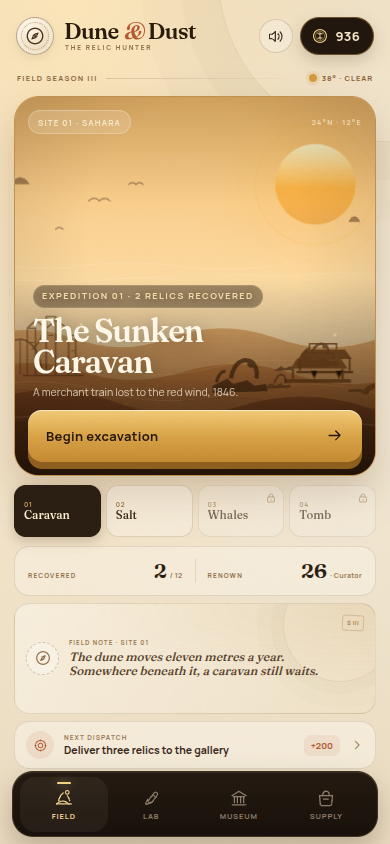 Dune & Dust
THE RELIC HUNTER
936
FIELD SEASON III
38° · CLEAR
SITE 01 · SAHARA
24°N · 12°E
EXPEDITION 01 · 2 RELICS RECOVERED
The Sunken
Caravan
A merchant train lost to the red wind, 1846.
Begin excavation
01
Caravan
02
Salt
03
Whales
04
Tomb
RECOVERED
2 / 12
RENOWN
26 · Curator
S III
FIELD NOTE · SITE 01
The dune moves eleven metres a year.
Somewhere beneath it, a caravan still waits.
NEXT DISPATCH
Deliver three relics to the gallery
+200
FIELD
LAB
MUSEUM
SUPPLY